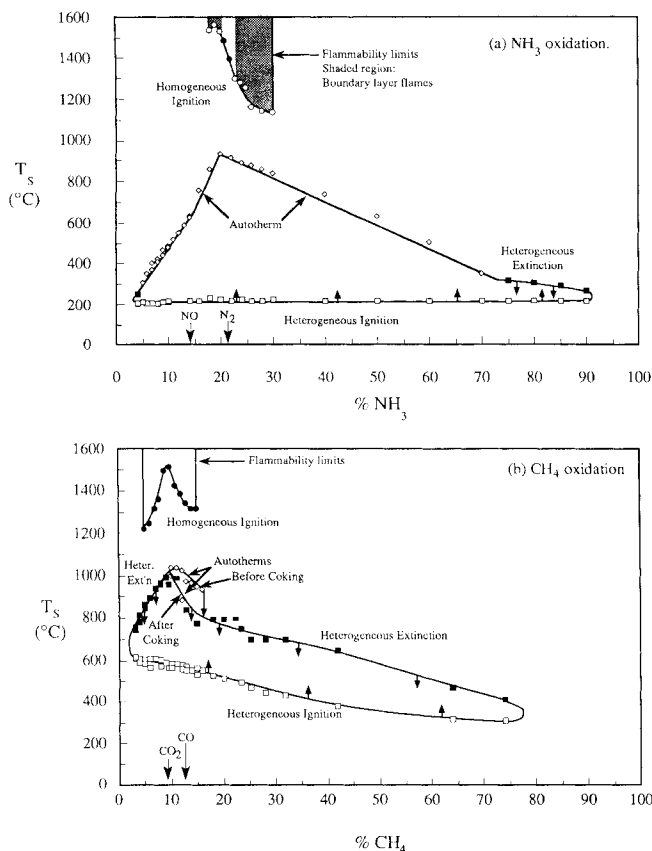 1600
1400
1200
1000
800
600
400
200
0
T_S
(°C)
(a) NH3 oxidation.
Flammability limits
Shaded region:
Boundary layer flames
Homogeneous
Ignition
Autotherm
Heterogeneous
Extinction
NO
N2
Heterogeneous Ignition
0 10 20 30 40 50 60 70 80 90 100
% NH3
1600
1400
1200
1000
800
600
400
200
0
T_S
(°C)
Flammability limits
(b) CH4 oxidation
Homogeneous Ignition
Heter.
Ext'n
Autotherms
Before Coking
After
Coking
Heterogeneous Extinction
Heterogeneous Ignition
CO2
CO
0 10 20 30 40 50 60 70 80 90 100
% CH4